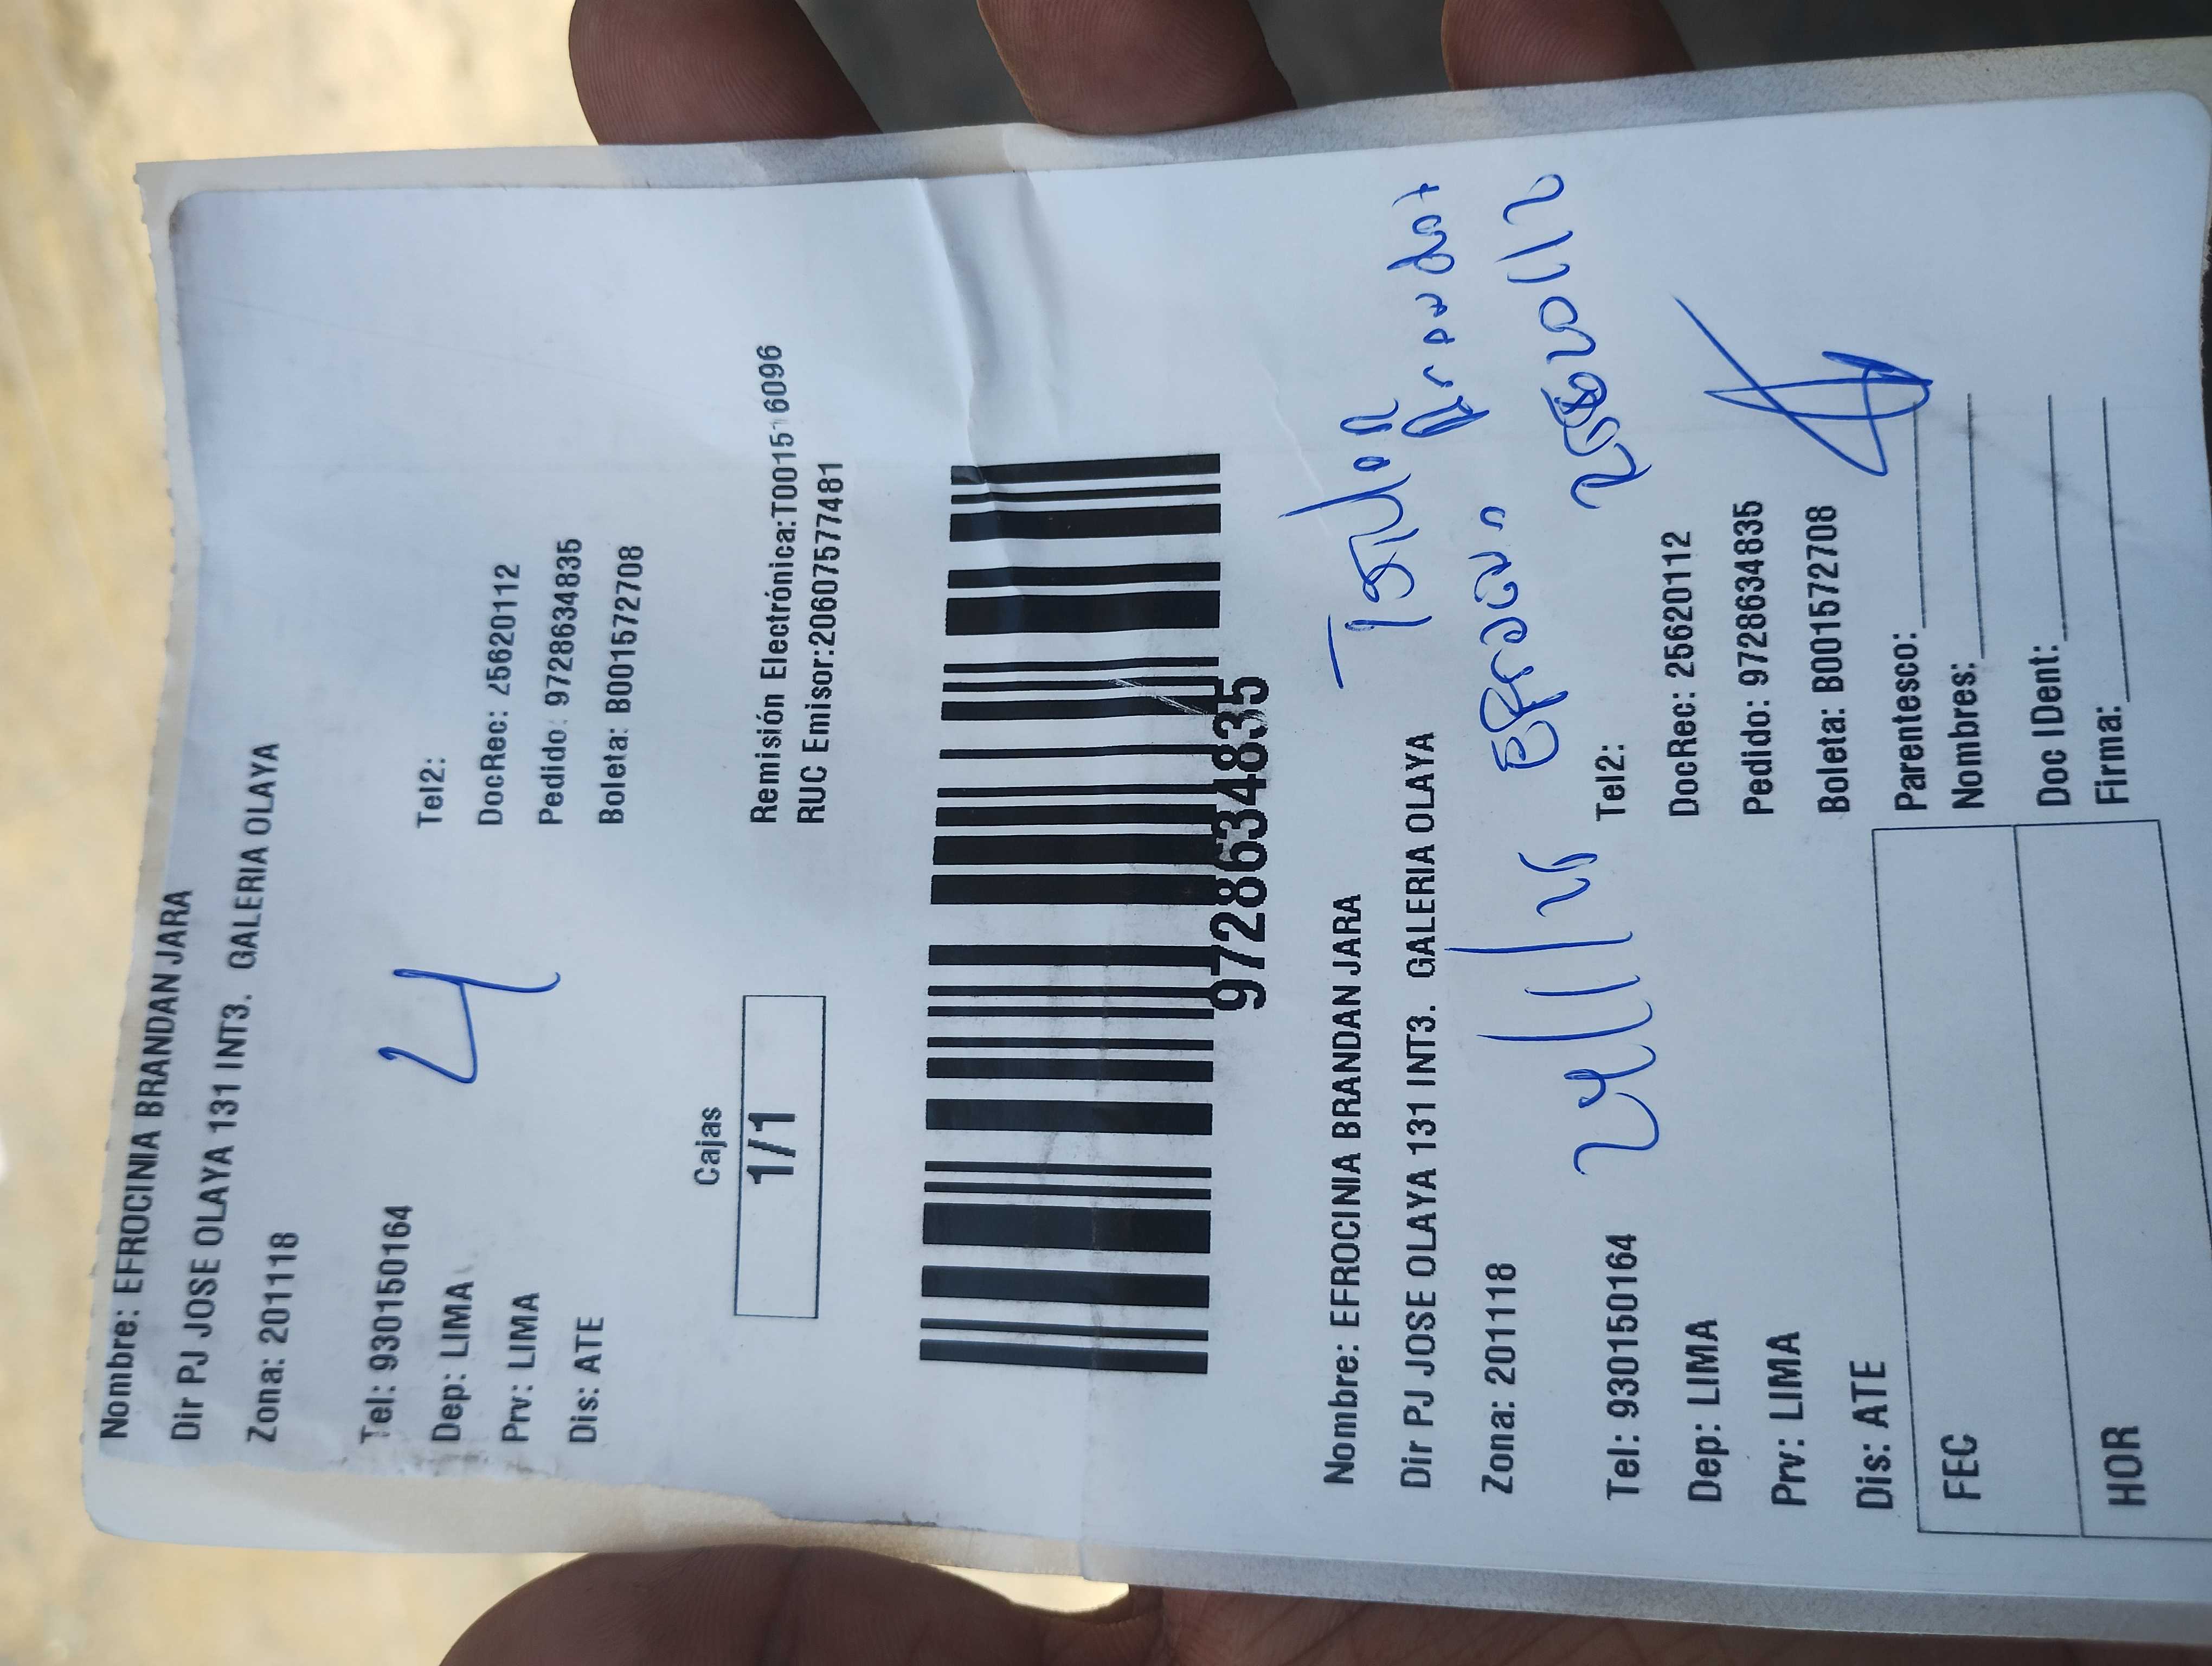 Nombre: EFROCINIA BRANDAN JARA
Dir PJ JOSE OLAYA 131 INT3. GALERIA OLAYA
Zona: 201118
4
Tel: 930150164
Tel2:
Dep: LIMA
DocRec: 25620112
Prv: LIMA
Pedido: 9728634835
Dis: ATE
Boleta: B001572708
Cajas
1/1
Remisión Electrónica:T001516096
RUC Emisor:20607577481
9728634835
Nombre: EFROCINIA BRANDAN JARA
Dir PJ JOSE OLAYA 131 INT3. GALERIA OLAYA
Zona: 201118
Tel: 930150164
Tel2:
Dep: LIMA
DocRec: 25620112
Prv: LIMA
Pedido: 9728634835
Dis: ATE
Boleta: B001572708
FEC
Parentesco:
Nombres:
HOR
Doc IDent:
Firma: